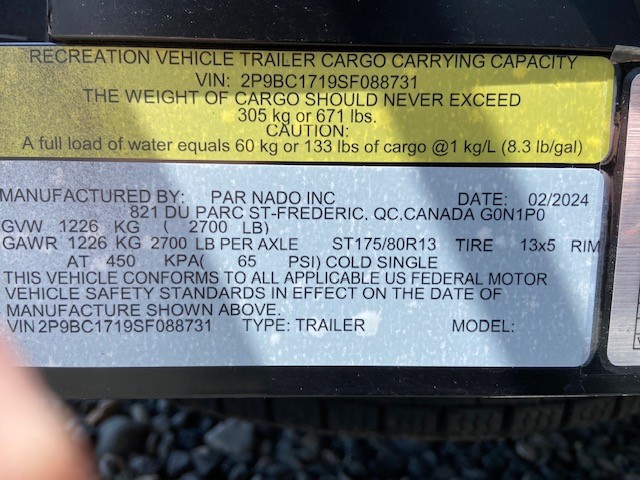 RECREATION VEHICLE TRAILER CARGO CARRYING CAPACITY
VIN: 2P9BC1719SF088731
THE WEIGHT OF CARGO SHOULD NEVER EXCEED
305 kg or 671 lbs.
CAUTION:
A full load of water equals 60 kg or 133 lbs of cargo @1 kg/L (8.3 lb/gal)
MANUFACTURED BY: PAR NADO INC DATE: 02/2024
821 DU PARC ST-FREDERIC, QC,CANADA G0N1P0
GVW 1226 KG ( 2700 LB)
GAWR 1226 KG 2700 LB PER AXLE ST175/80R13 TIRE 13x5 RIM
AT 450 KPA( 65 PSI) COLD SINGLE
THIS VEHICLE CONFORMS TO ALL APPLICABLE US FEDERAL MOTOR
VEHICLE SAFETY STANDARDS IN EFFECT ON THE DATE OF
MANUFACTURE SHOWN ABOVE.
VIN 2P9BC1719SF088731 TYPE: TRAILER MODEL: